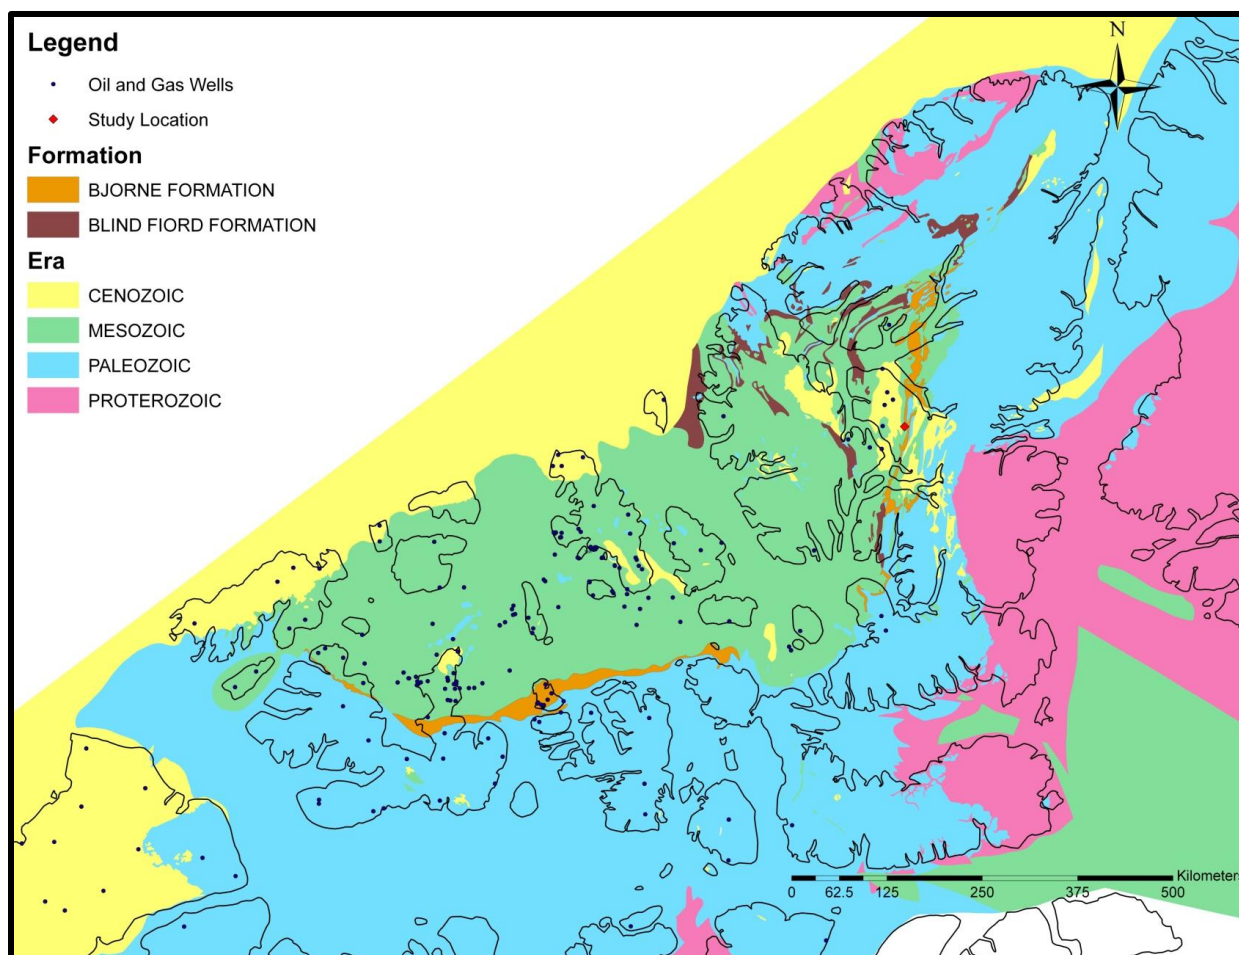 Legend
Oil and Gas Wells
Study Location
Formation
BJORNE FORMATION
BLIND FIORD FORMATION
Era
CENOZOIC
MESOZOIC
PALEOZOIC
PROTEROZOIC
N
Kilometers
0 62.5 125 250 375 500